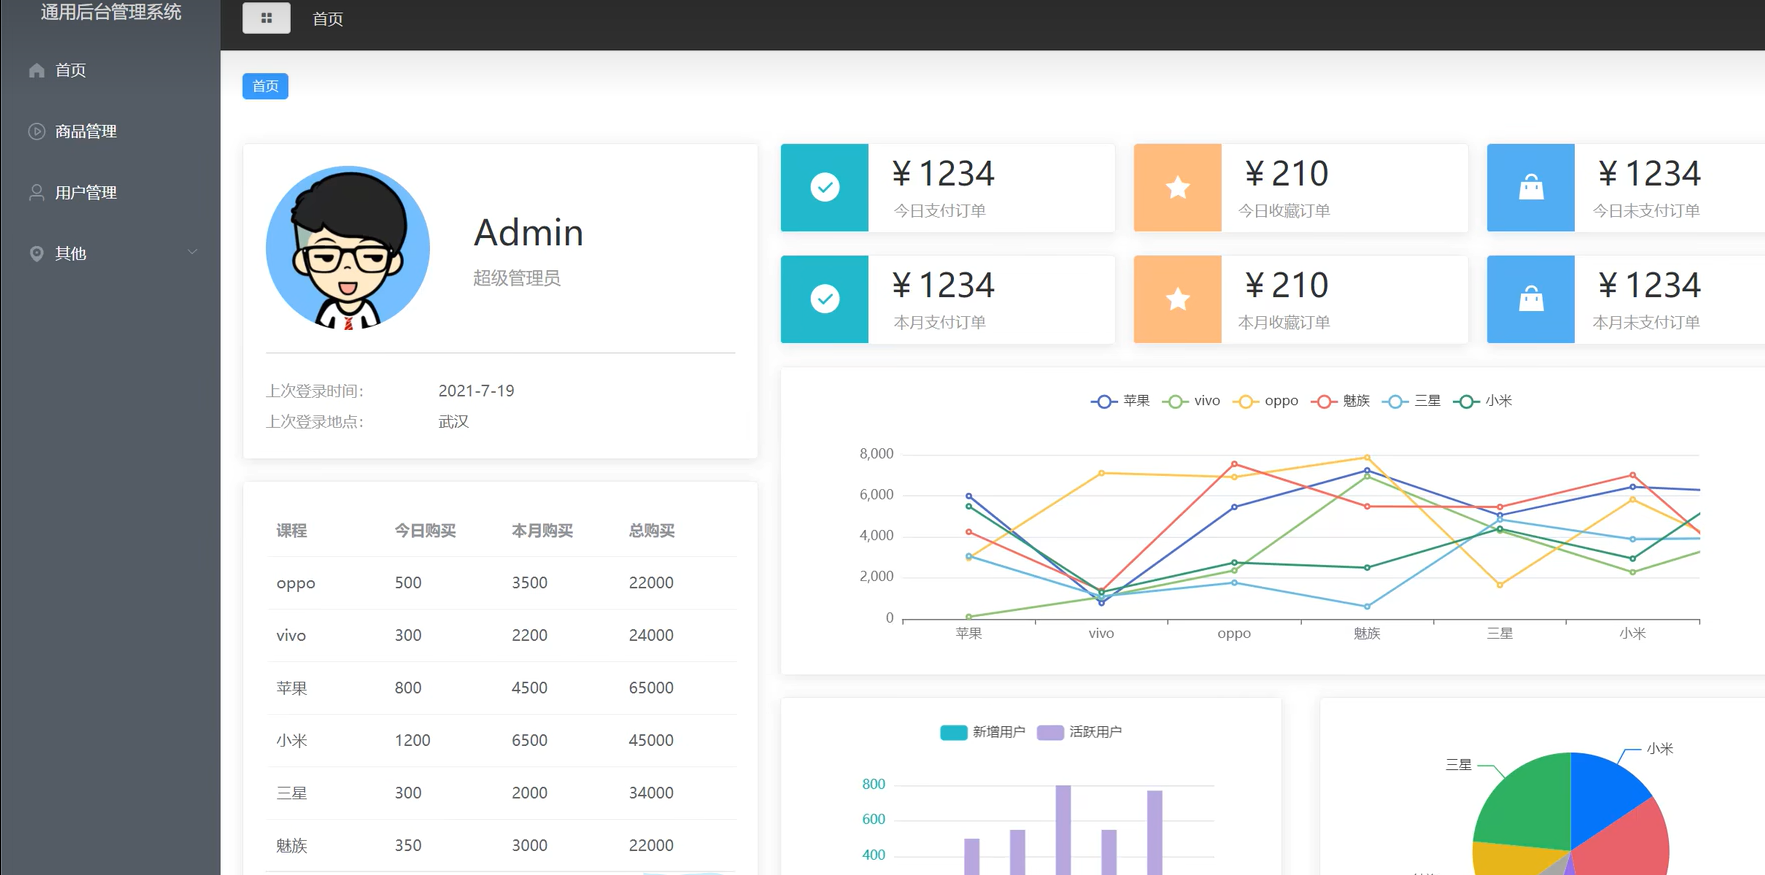 通用后台管理系统
首页
首页
商品管理
用户管理
其他
首页
Admin
超级管理员
上次登录时间： 2021-7-19
上次登录地点： 武汉
¥ 1234
今日支付订单
¥ 210
今日收藏订单
¥ 1234
今日未支付订单
¥ 1234
本月支付订单
¥ 210
本月收藏订单
¥ 1234
本月未支付订单
课程 今日购买 本月购买 总购买
oppo 500 3500 22000
vivo 300 2200 24000
苹果 800 4500 65000
小米 1200 6500 45000
三星 300 2000 34000
魅族 350 3000 22000
苹果 vivo oppo 魅族 三星 小米
8,000
6,000
4,000
2,000
0
苹果 vivo oppo 魅族 三星 小米
新增用户 活跃用户
800
600
400
三星 小米